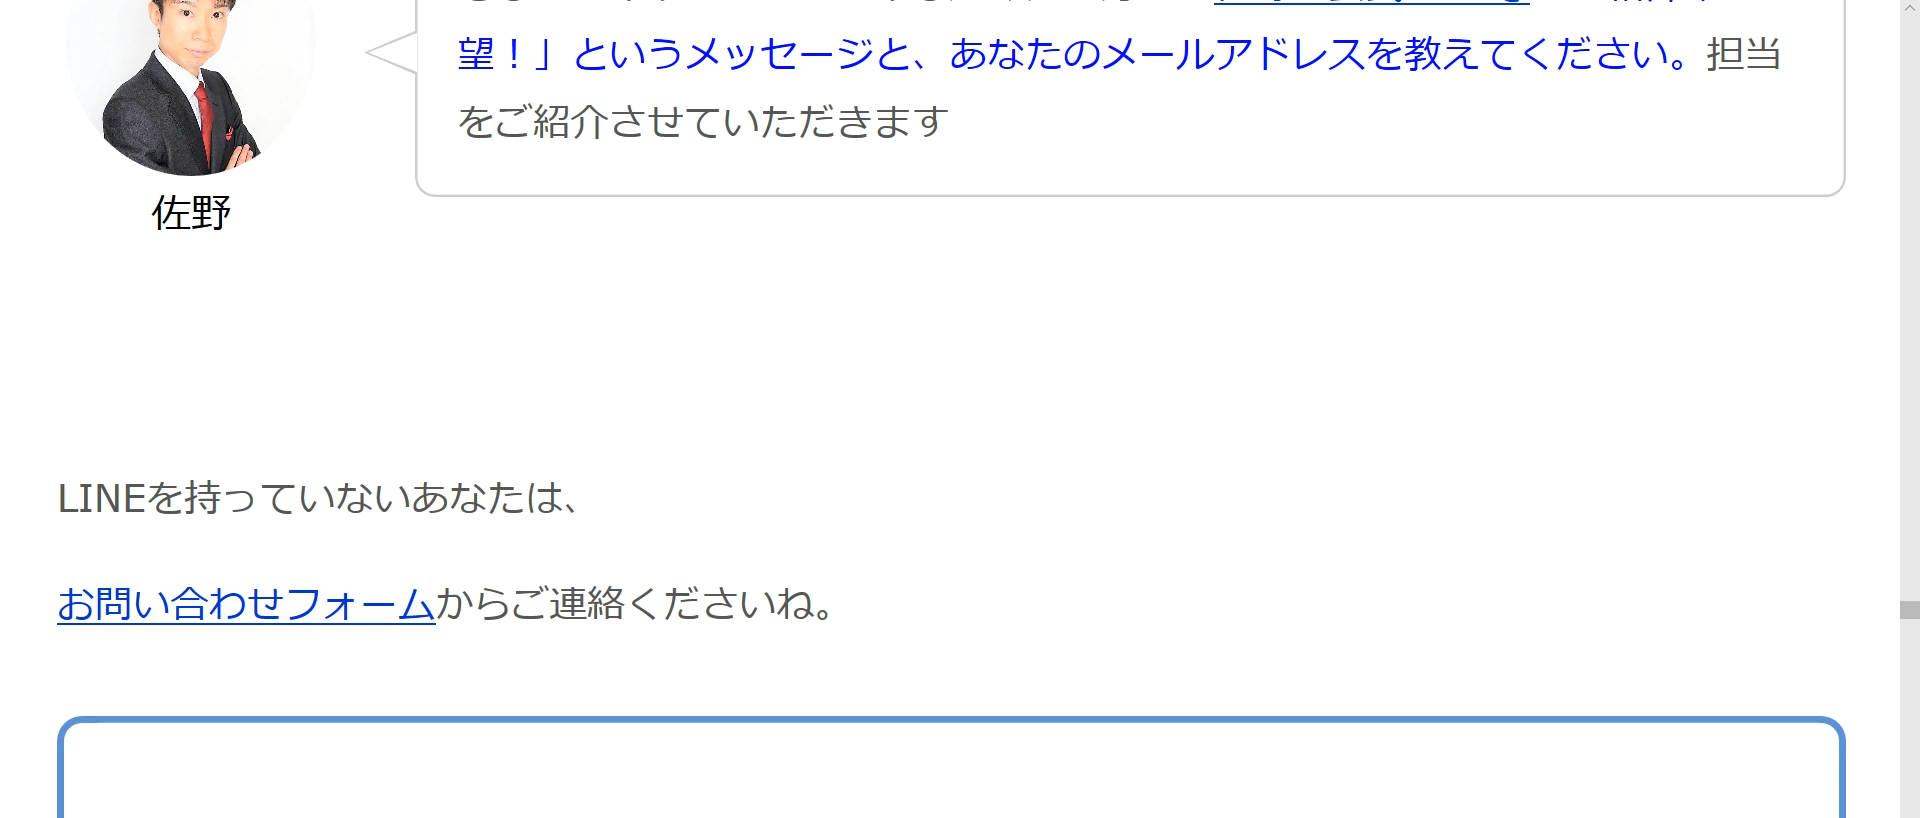 望！」というメッセージと、あなたのメールアドレスを教えてください。担当
をご紹介させていただきます
佐野
LINEを持っていないあなたは、
お問い合わせフォームからご連絡くださいね。